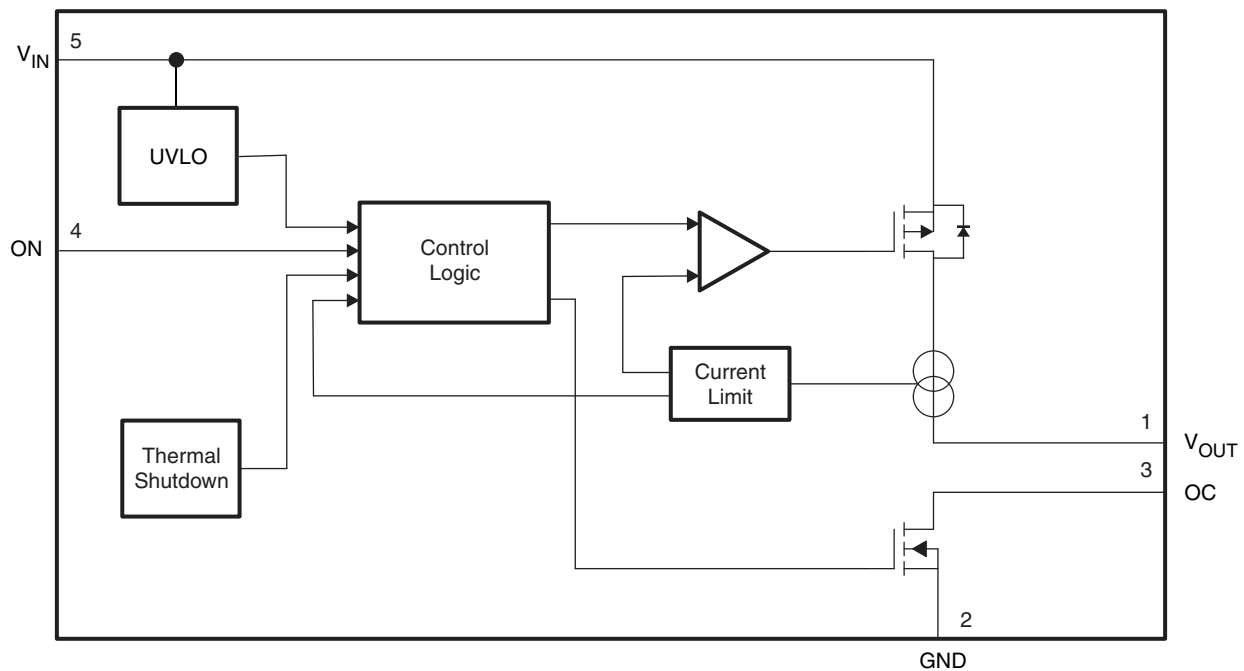 5
V_IN
UVLO
4
ON
Control
Logic
Current
Limit
1
V_OUT
Thermal
Shutdown
3
OC
2
GND